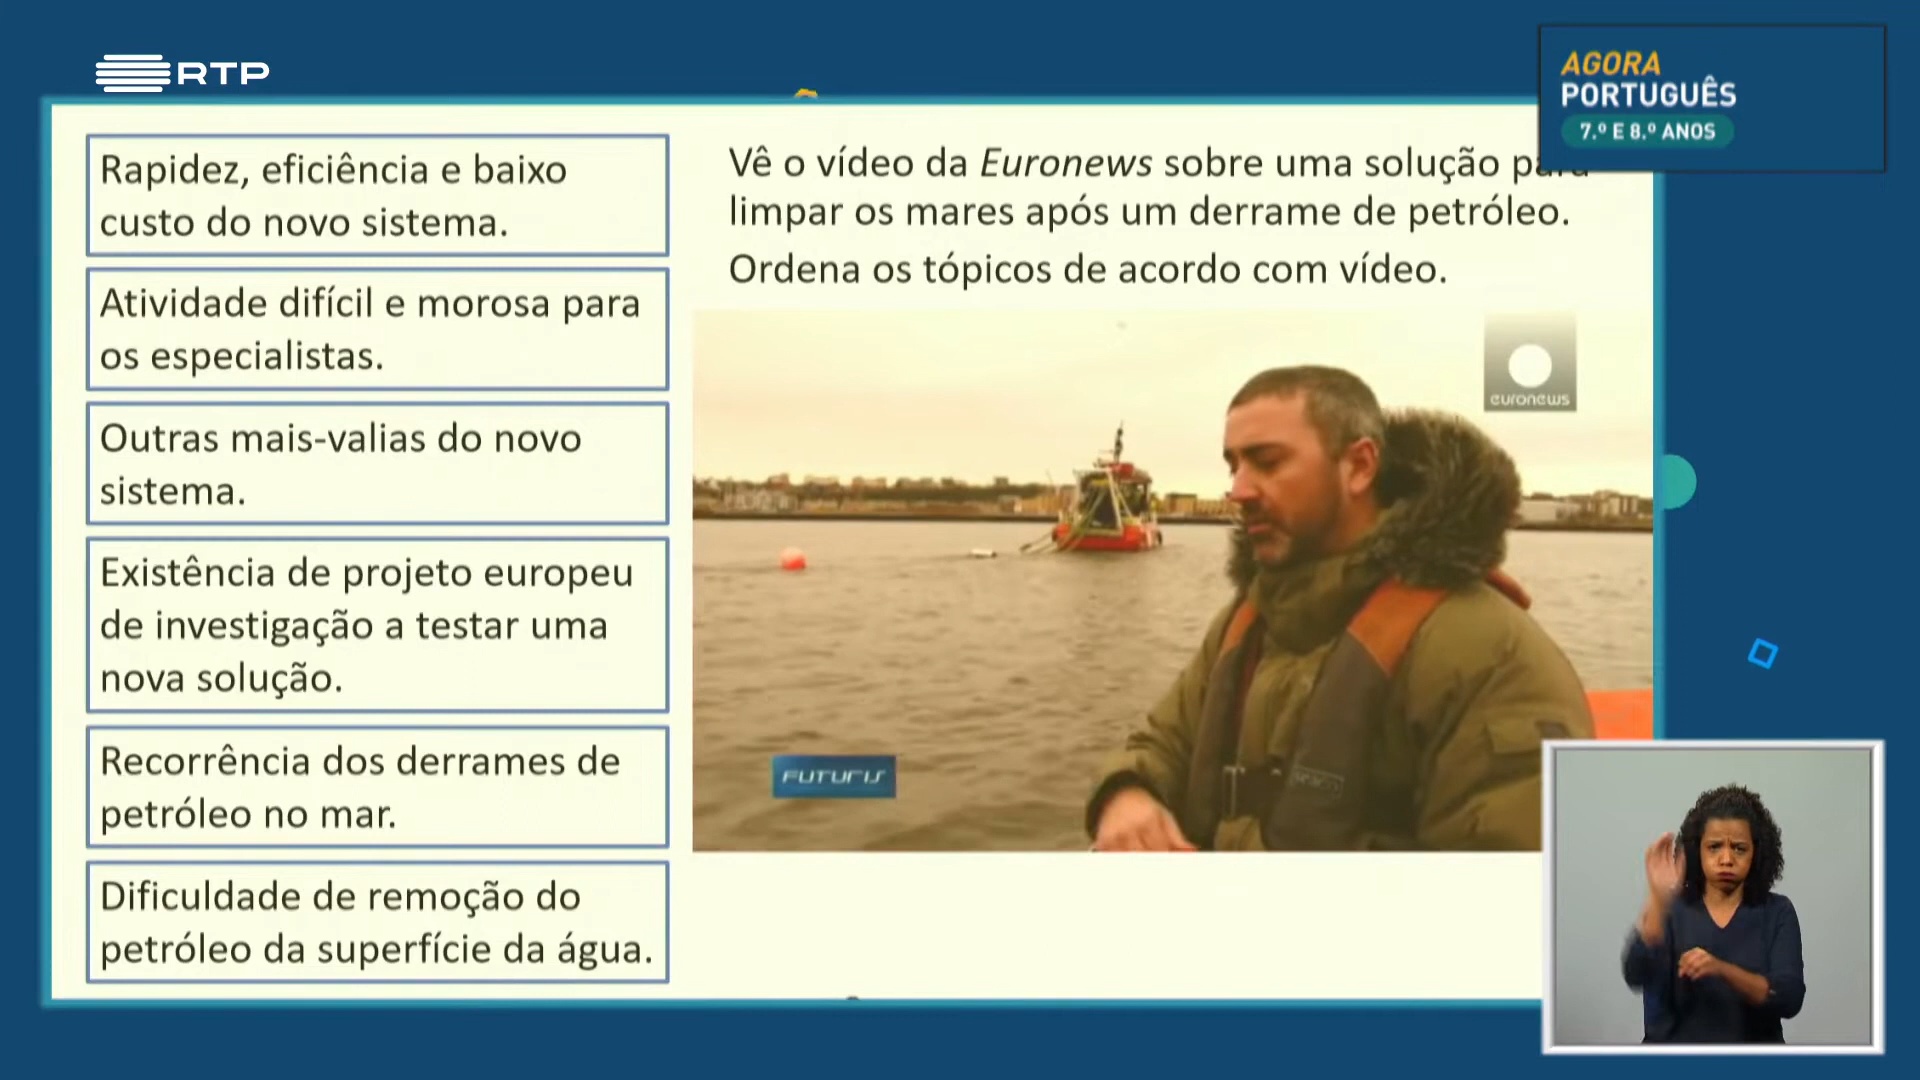 RTP
AGORA
PORTUGUÊS
7.º E 8.º ANOS
Rapidez, eficiência e baixo
custo do novo sistema.
Atividade difícil e morosa para
os especialistas.
Outras mais-valias do novo
sistema.
Existência de projeto europeu
de investigação a testar uma
nova solução.
Recorrência dos derrames de
petróleo no mar.
Dificuldade de remoção do
petróleo da superfície da água.
Vê o vídeo da Euronews sobre uma solução para
limpar os mares após um derrame de petróleo.
Ordena os tópicos de acordo com vídeo.
euronews
FUTURIS